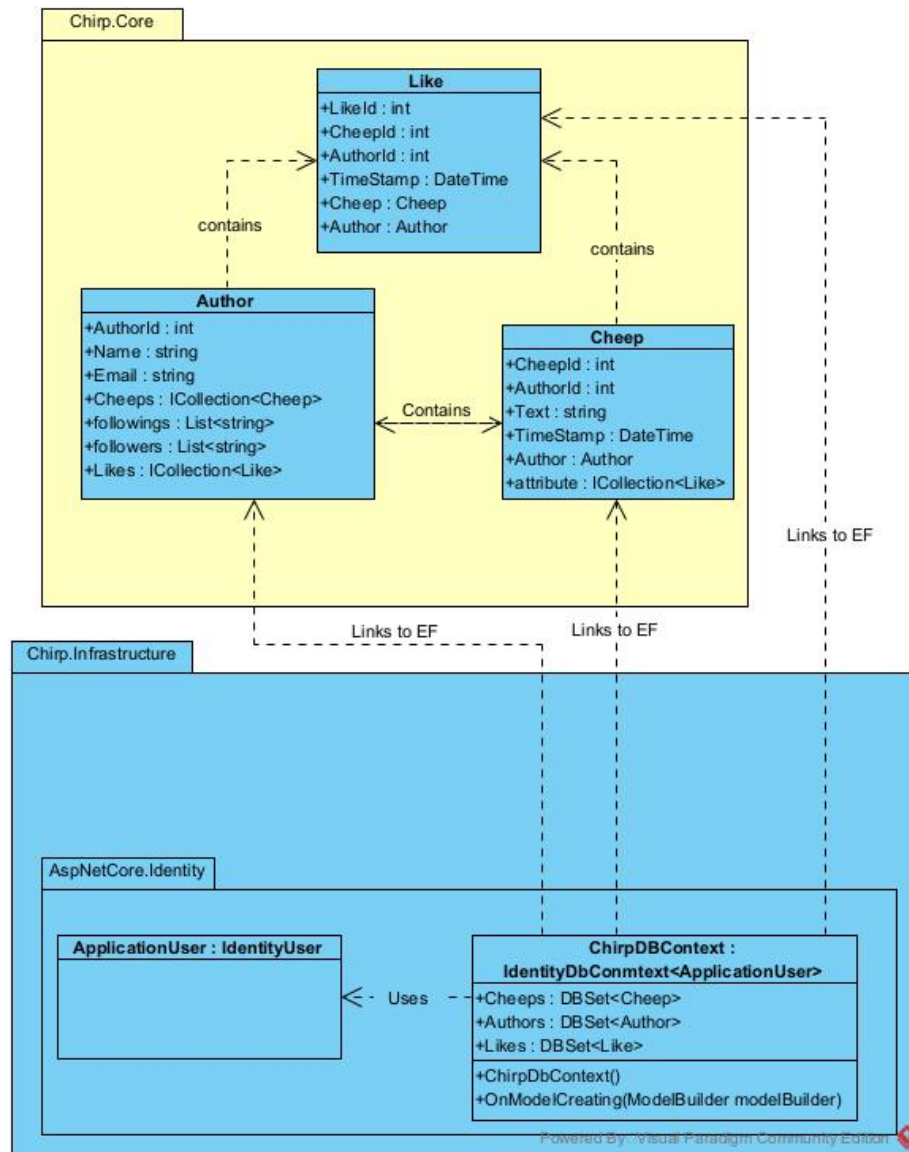 Chirp.Core
Like
+LikeId : int
+CheepId : int
+AuthorId : int
+TimeStamp : DateTime
+Cheep : Cheep
+Author : Author
contains
contains
Author
+AuthorId : int
+Name : string
+Email : string
+Cheeps : ICollection<Cheep>
+followings : List<string>
+followers : List<string>
+Likes : ICollection<Like>
Contains
Cheep
+CheepId : int
+AuthorId : int
+Text : string
+TimeStamp : DateTime
+Author : Author
+attribute : ICollection<Like>
Links to EF
Links to EF
Links to EF
Chirp.Infrastructure
AspNetCore.Identity
ApplicationUser : IdentityUser
Uses
ChirpDBContext :
IdentityDbConmtext<ApplicationUser>
+Cheeps : DBSet<Cheep>
+Authors : DBSet<Author>
+Likes : DBSet<Like>
+ChirpDbContext()
+OnModelCreating(ModelBuilder modelBuilder)
Powered By Visual Paradigm Community Edition